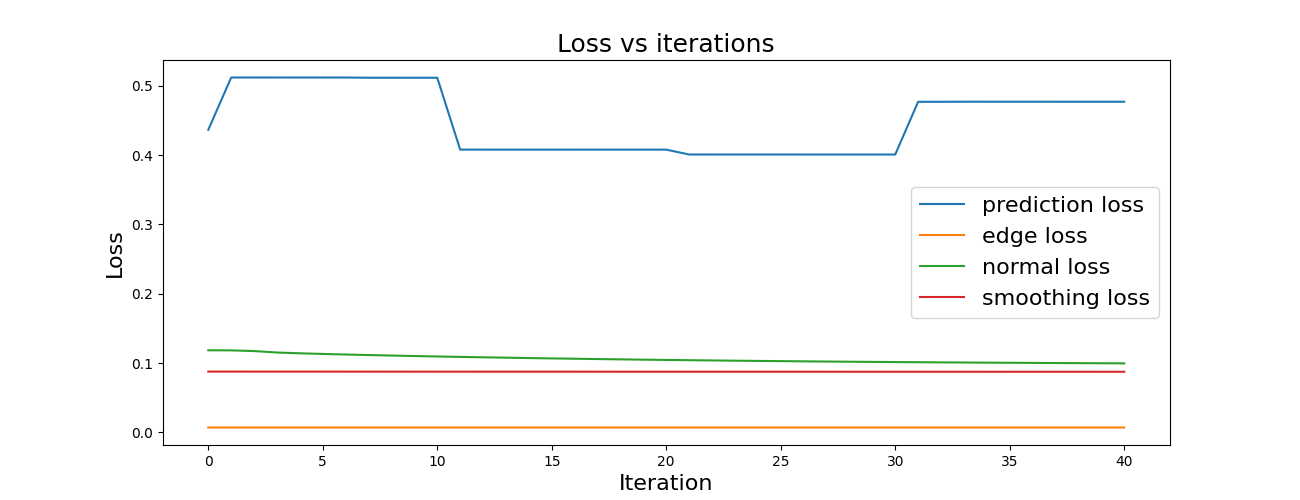 Loss vs iterations
Loss
0.5
0.4
0.3
0.2
0.1
0.0
prediction loss
edge loss
normal loss
smoothing loss
0 5 10 15 20 25 30 35 40
Iteration